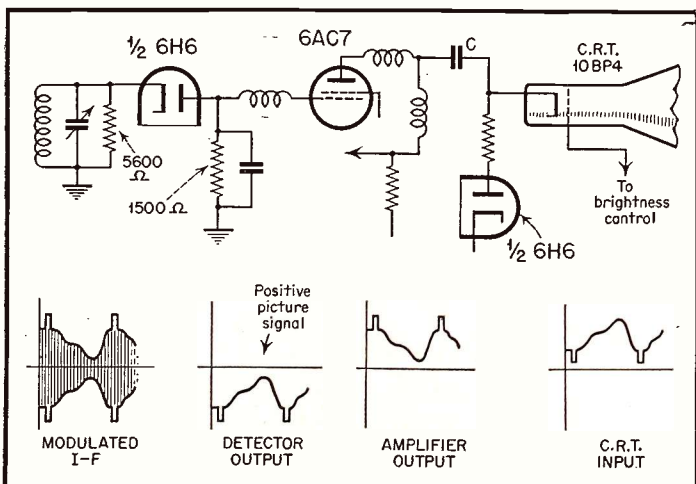 ½ 6H6
6AC7
C
C.R.T.
10BP4
5600
Ω
1500 Ω
To
brightness
control
½ 6H6
Positive
picture
signal
MODULATED
I-F
DETECTOR
OUTPUT
AMPLIFIER
OUTPUT
C.R.T.
INPUT